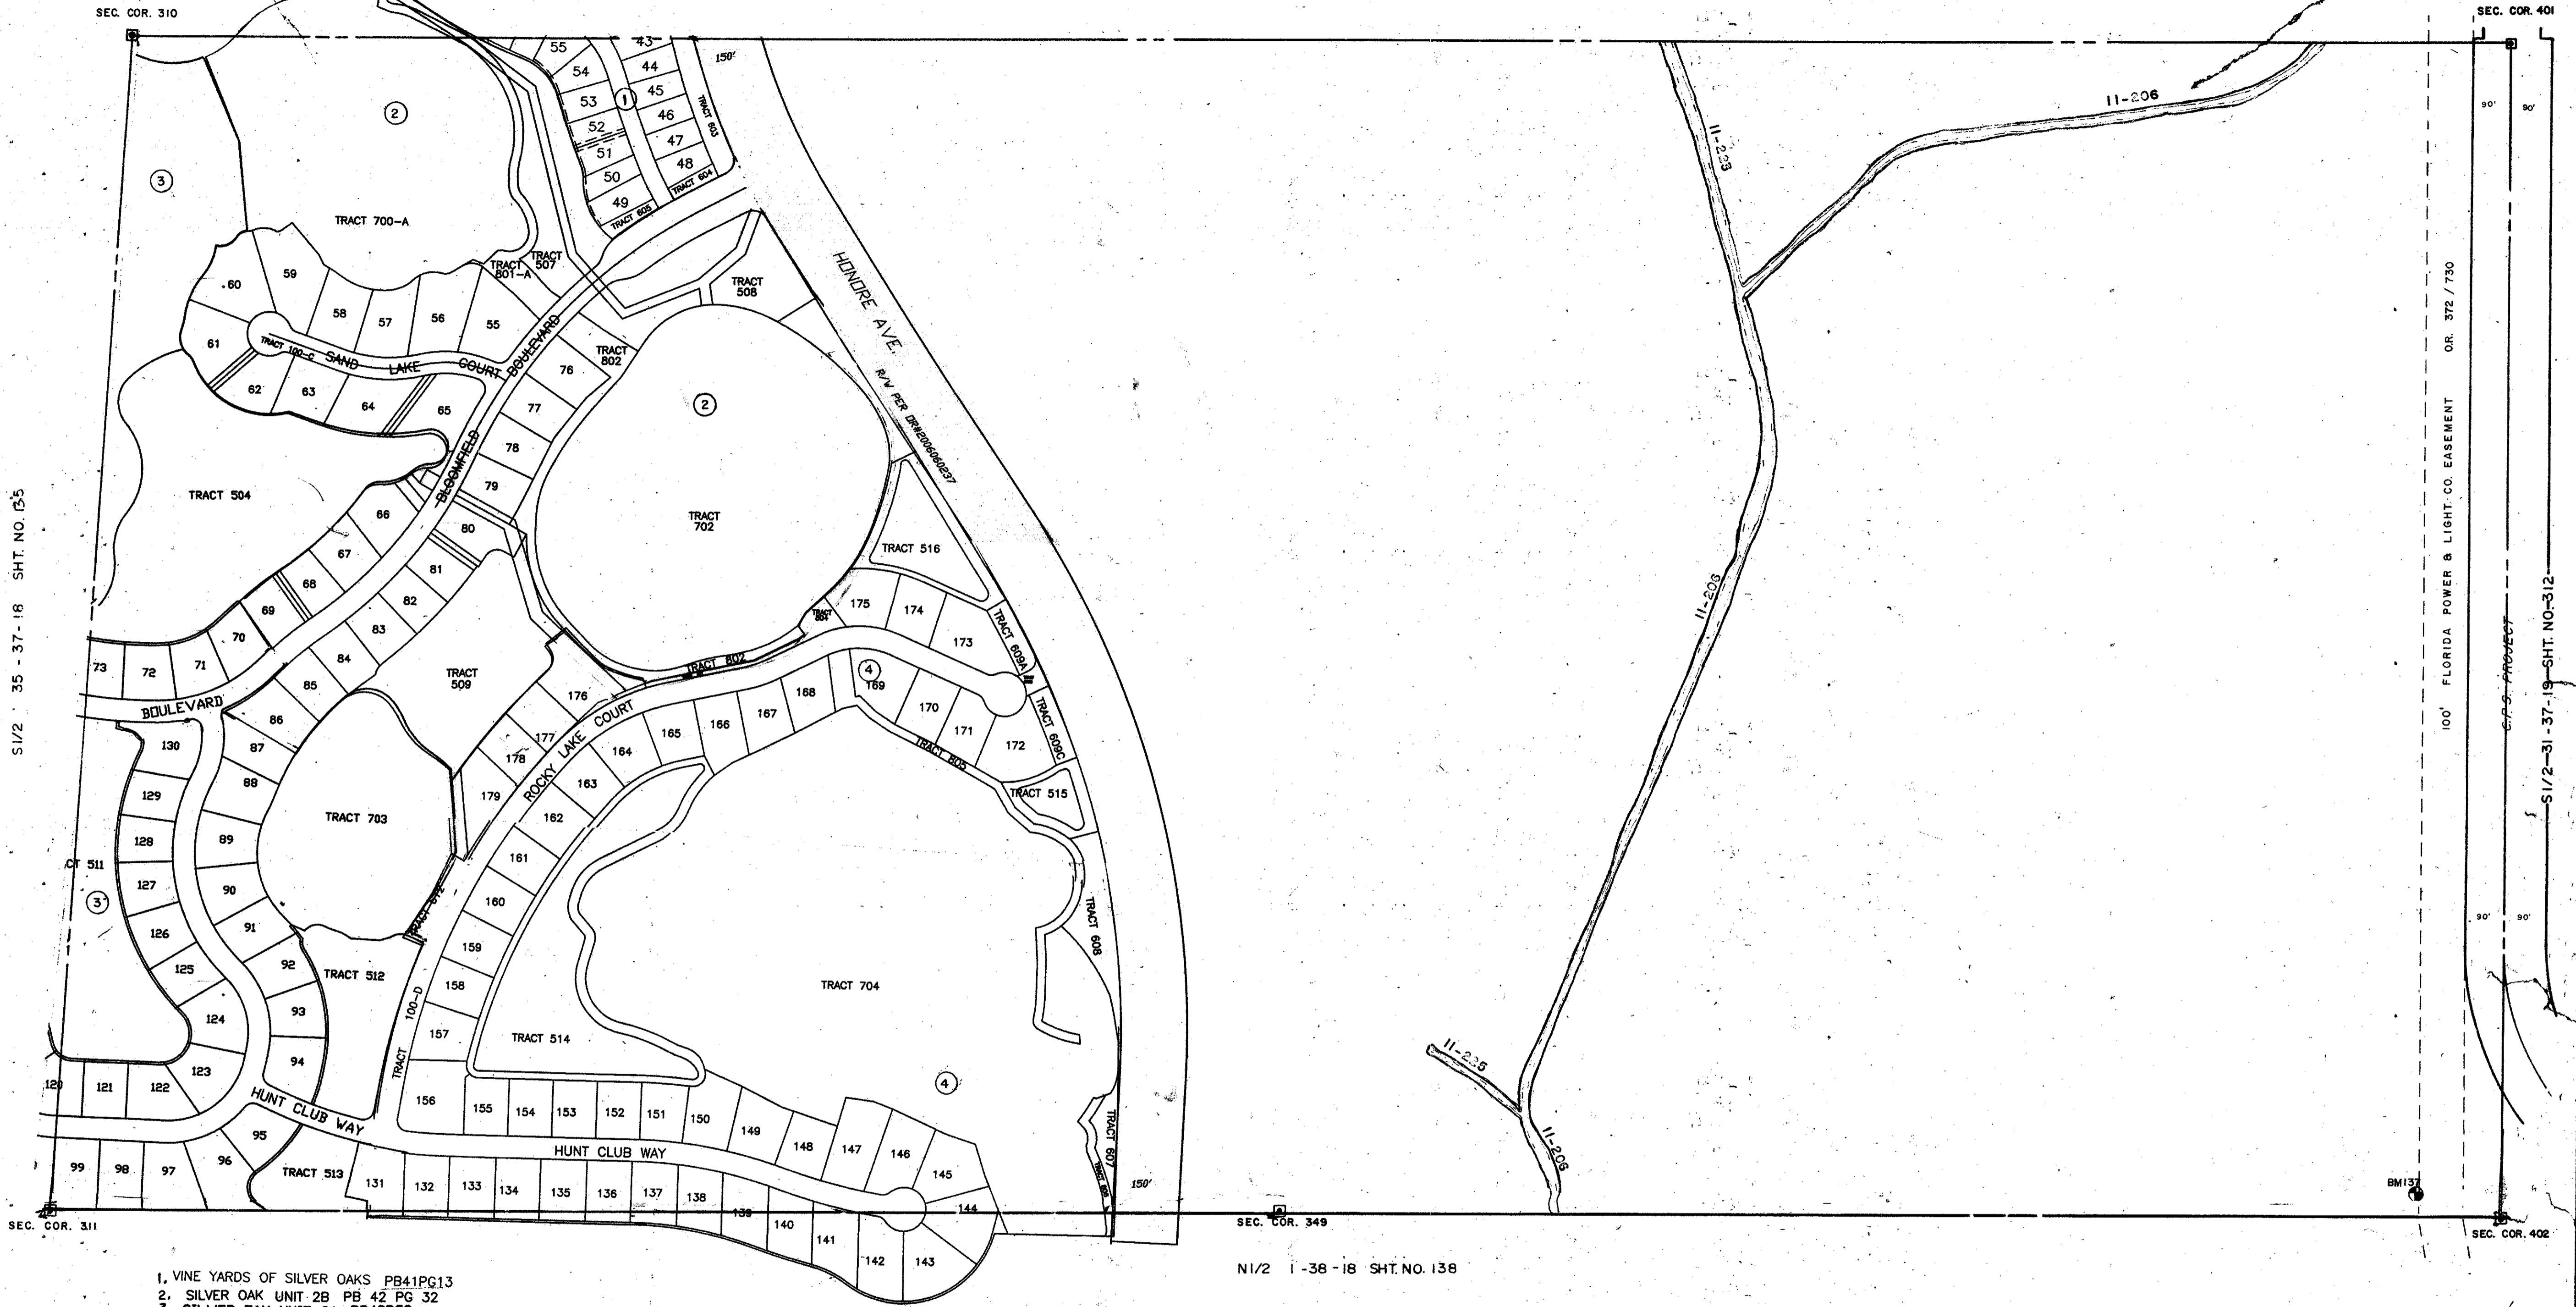 SEC. COR. 310
SEC. COR. 401
55
54
53
52
51
50
49
43
44
45
46
47
48
1
150'
TRACT 603
TRACT 604
TRACT 605
2
3
TRACT 700-A
11-206
90'
90'
60
59
58
57
56
55
TRACT
801-A
TRACT
507
TRACT
508
61
62
63
64
65
TRACT 100-C
SAND LAKE COURT
BLOOMFIELD BOULEVARD
HONORE AVE.
R/W PER
TRACT
802
76
77
78
79
80
81
82
83
84
85
86
87
88
89
90
91
92
93
94
95
96
97
98
99
2
TRACT
702
TRACT 504
66
67
68
69
70
71
72
73
BOULEVARD
TRACT
509
TRACT 516
175
174
173
TRACT
804
TRACT 802
TRACT 609A
TRACT 609C
4
176
177
178
179
ROCKY LAKE COURT
168
167
166
165
164
163
162
161
160
159
158
157
156
169
170
171
172
TRACT 805
TRACT 515
TRACT 703
130
129
128
127
126
125
124
123
122
121
120
CT 511
3
TRACT 512
TRACT 100-D
TRACT 514
TRACT 704
4
TRACT 608
TRACT 607
150'
HUNT CLUB WAY
HUNT CLUB WAY
155
154
153
152
151
150
149
148
147
146
145
144
TRACT 513
131
132
133
134
135
136
137
138
139
140
141
142
143
11-206
11-206
S1/2 35-37-18 SHT. NO. 135
100' FLORIDA POWER & LIGHT CO. EASEMENT O.R. 372 / 730
S1/2-31-37-19-SHT. NO. 312
90'
90'
BM137
SEC. COR. 311
SEC. COR. 349
SEC. COR. 402
N1/2 1-38-18 SHT. NO. 138
1. VINE YARDS OF SILVER OAKS PB41PG13
2. SILVER OAK UNIT 2B PB 42 PG 32